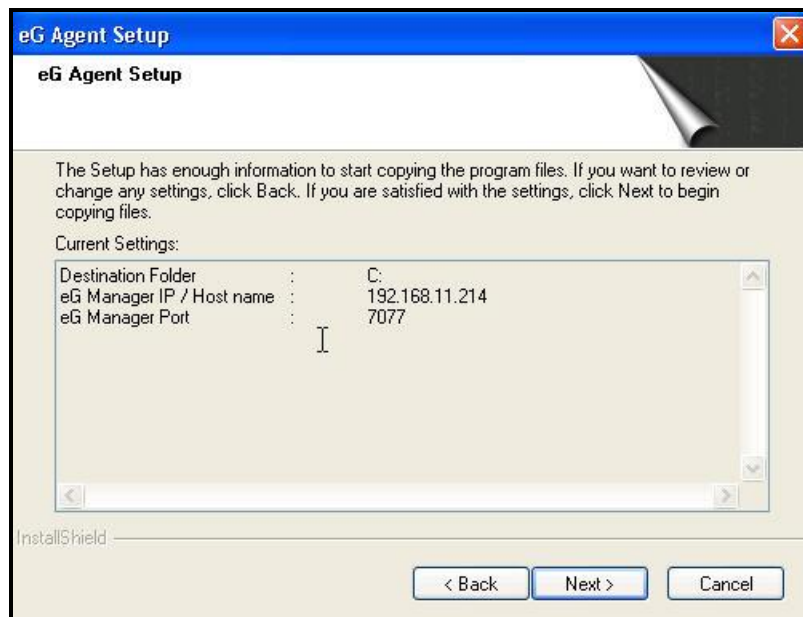 eG Agent Setup
eG Agent Setup
The Setup has enough information to start copying the program files. If you want to review or
change any settings, click Back. If you are satisfied with the settings, click Next to begin
copying files.
Current Settings:
Destination Folder : C:
eG Manager IP / Host name : 192.168.11.214
eG Manager Port : 7077
InstallShield
< Back Next > Cancel